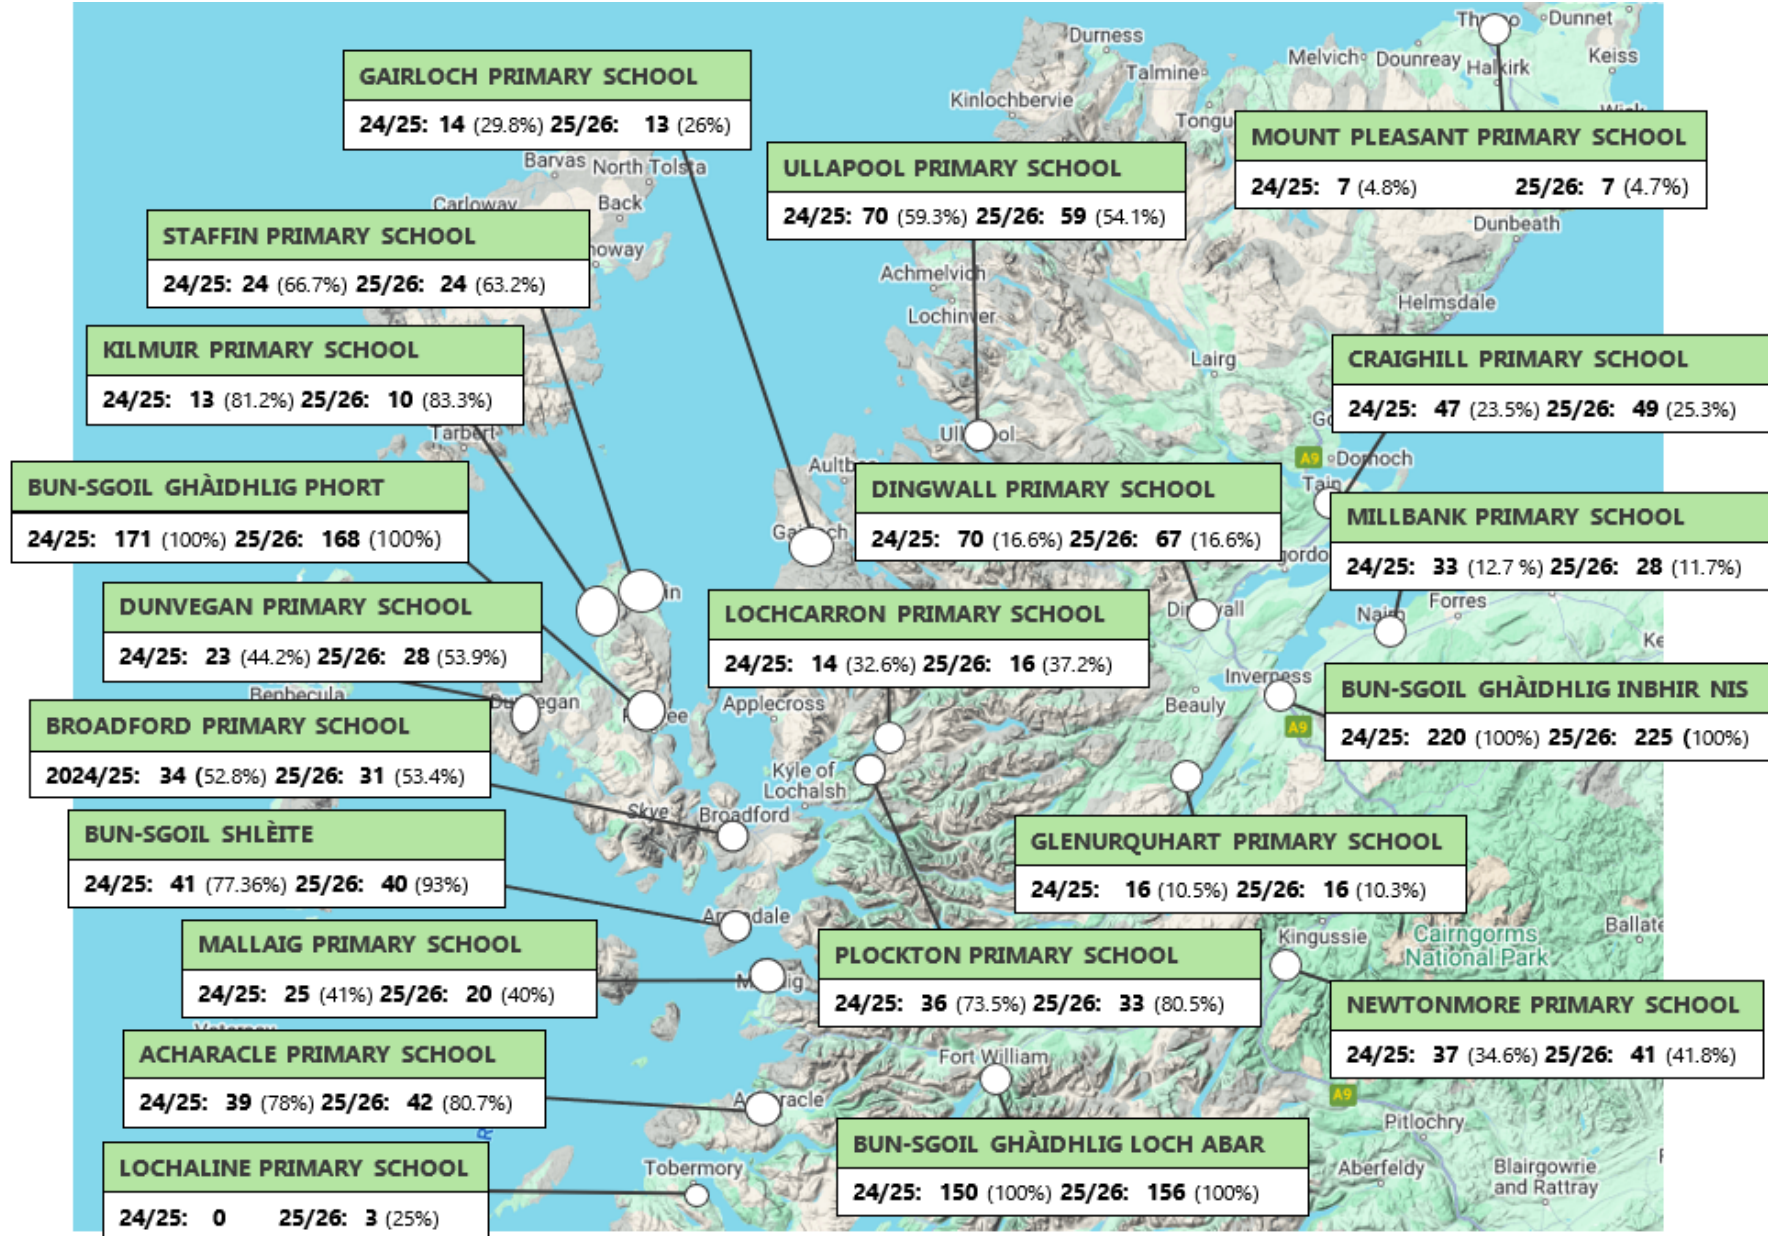 Thurso
Dunnet
Durness
Melvich
Dounreay
Halkirk
Keiss
Talmine
Kinlochbervie
GAIRLOCH PRIMARY SCHOOL
24/25: 14 (29.8%) 25/26: 13 (26%)
MOUNT PLEASANT PRIMARY SCHOOL
24/25: 7 (4.8%) 25/26: 7 (4.7%)
ULLAPOOL PRIMARY SCHOOL
24/25: 70 (59.3%) 25/26: 59 (54.1%)
Barvas
North Tolsta
Carloway
Back
Dunbeath
STAFFIN PRIMARY SCHOOL
24/25: 24 (66.7%) 25/26: 24 (63.2%)
Achmelvich
Lochinver
Helmsdale
Lairg
KILMUIR PRIMARY SCHOOL
24/25: 13 (81.2%) 25/26: 10 (83.3%)
CRAIGHILL PRIMARY SCHOOL
24/25: 47 (23.5%) 25/26: 49 (25.3%)
Tarbert
Ullapool
A9
Dornoch
Tain
BUN-SGOIL GHÀIDHLIG PHORT
24/25: 171 (100%) 25/26: 168 (100%)
DINGWALL PRIMARY SCHOOL
24/25: 70 (16.6%) 25/26: 67 (16.6%)
MILLBANK PRIMARY SCHOOL
24/25: 33 (12.7 %) 25/26: 28 (11.7%)
Gairloch
DUNVEGAN PRIMARY SCHOOL
24/25: 23 (44.2%) 25/26: 28 (53.9%)
LOCHCARRON PRIMARY SCHOOL
24/25: 14 (32.6%) 25/26: 16 (37.2%)
Dingwall
Nairn
Forres
Inverness
Beauly
BUN-SGOIL GHÀIDHLIG INBHIR NIS
24/25: 220 (100%) 25/26: 225 (100%)
A9
Benbecula
Dunvegan
Applecross
BROADFORD PRIMARY SCHOOL
2024/25: 34 (52.8%) 25/26: 31 (53.4%)
Kyle of
Lochalsh
Skye
Broadford
BUN-SGOIL SHLÈITE
24/25: 41 (77.36%) 25/26: 40 (93%)
GLENURQUHART PRIMARY SCHOOL
24/25: 16 (10.5%) 25/26: 16 (10.3%)
Armadale
Ballate
Kingussie
Cairngorms
National Park
MALLAIG PRIMARY SCHOOL
24/25: 25 (41%) 25/26: 20 (40%)
Mallaig
PLOCKTON PRIMARY SCHOOL
24/25: 36 (73.5%) 25/26: 33 (80.5%)
NEWTONMORE PRIMARY SCHOOL
24/25: 37 (34.6%) 25/26: 41 (41.8%)
ACHARACLE PRIMARY SCHOOL
24/25: 39 (78%) 25/26: 42 (80.7%)
Fort William
Acharacle
A9
Pitlochry
BUN-SGOIL GHÀIDHLIG LOCH ABAR
24/25: 150 (100%) 25/26: 156 (100%)
LOCHALINE PRIMARY SCHOOL
24/25: 0 25/26: 3 (25%)
Tobermory
Aberfeldy
Blairgowrie
and Rattray